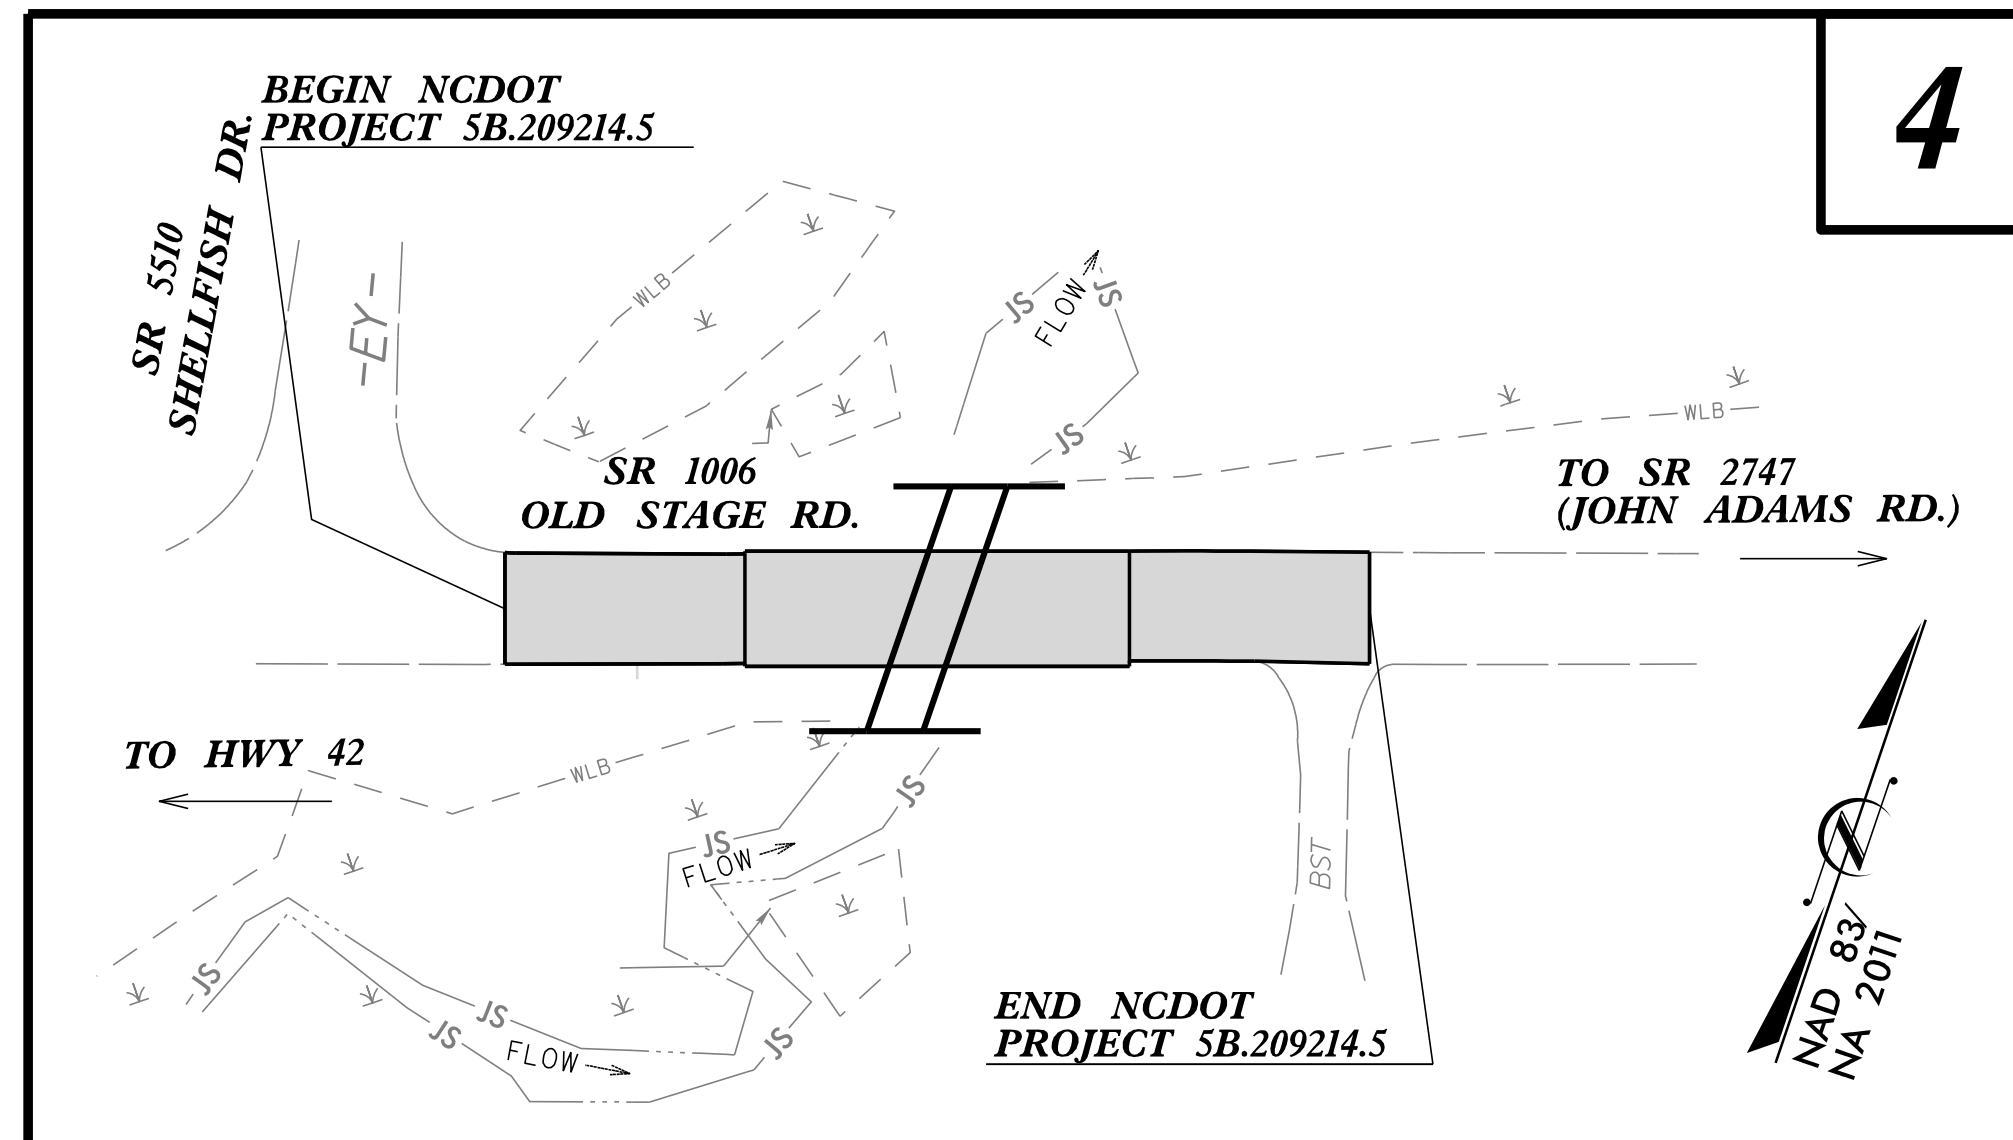 BEGIN NCDOT
PROJECT 5B.209214.5
4
SR 5510
SHELLFISH DR.
-EY-
WLB
JS
FLOW
JS
JS
WLB
SR 1006
OLD STAGE RD.
TO SR 2747
(JOHN ADAMS RD.)
TO HWY 42
WLB
JS
JS
FLOW
BST
JS
JS
JS
FLOW
JS
END NCDOT
PROJECT 5B.209214.5
N
NAD 83/
NA 2011